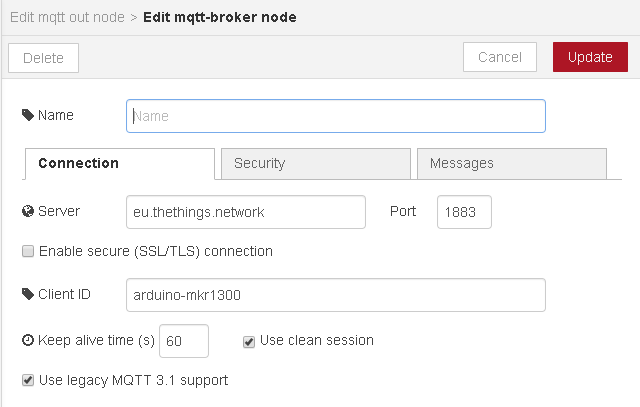 Edit mqtt out node > Edit mqtt-broker node
Delete Cancel Update
Name Name
Connection Security Messages
Server eu.thethings.network Port 1883
Enable secure (SSL/TLS) connection
Client ID arduino-mkr1300
Keep alive time (s) 60 Use clean session
Use legacy MQTT 3.1 support